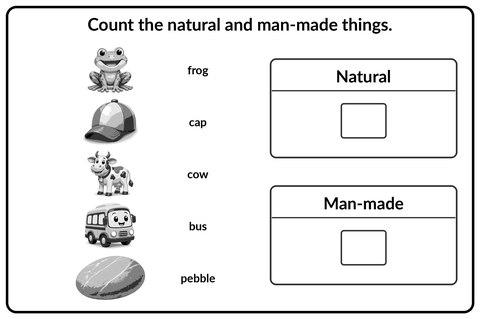 Count the natural and man-made things.
frog
cap
cow
bus
pebble
Natural
Man-made